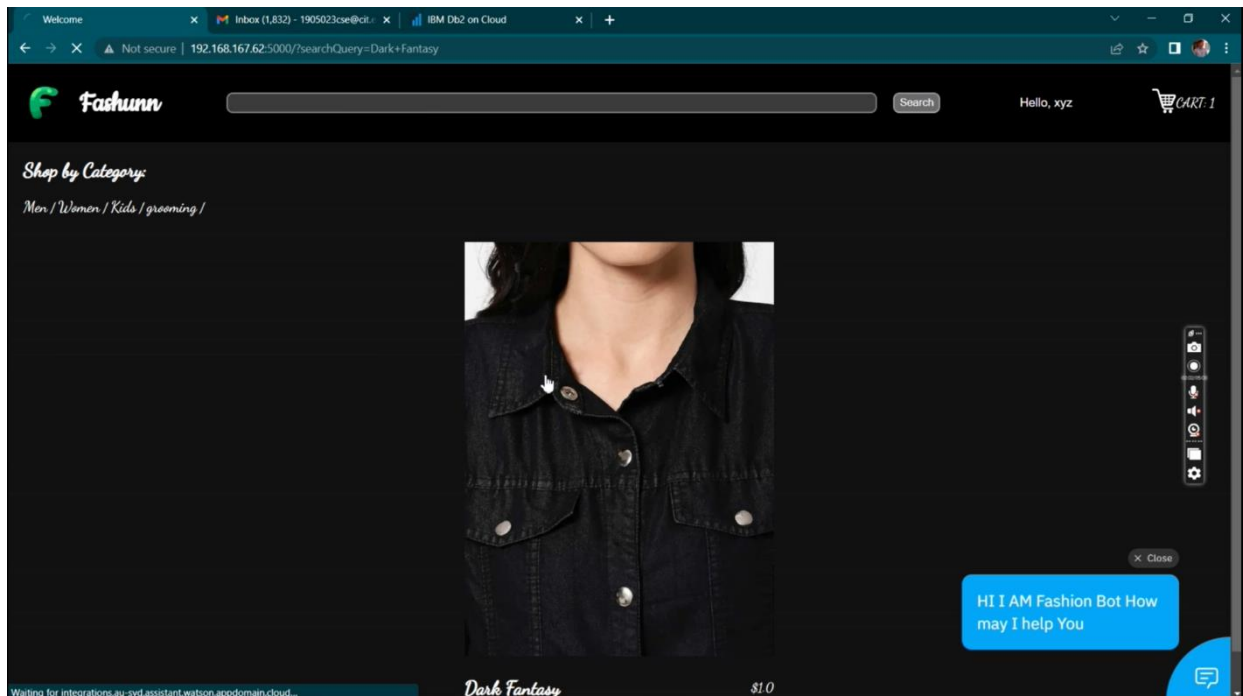 Welcome
Inbox (1,832) - 1905023cse@cit.
IBM Db2 on Cloud
Not secure | 192.168.167.62:5000/?searchQuery=Dark+Fantasy
Fashunn
Search
Hello, xyz
CART: 1
Shop by Category:
Men / Women / Kids / grooming /
Close
HI I AM Fashion Bot How
may I help You
Dark Fantasy
$1.0
Waiting for integrations.au-syd.assistant.watson.appdomain.cloud...